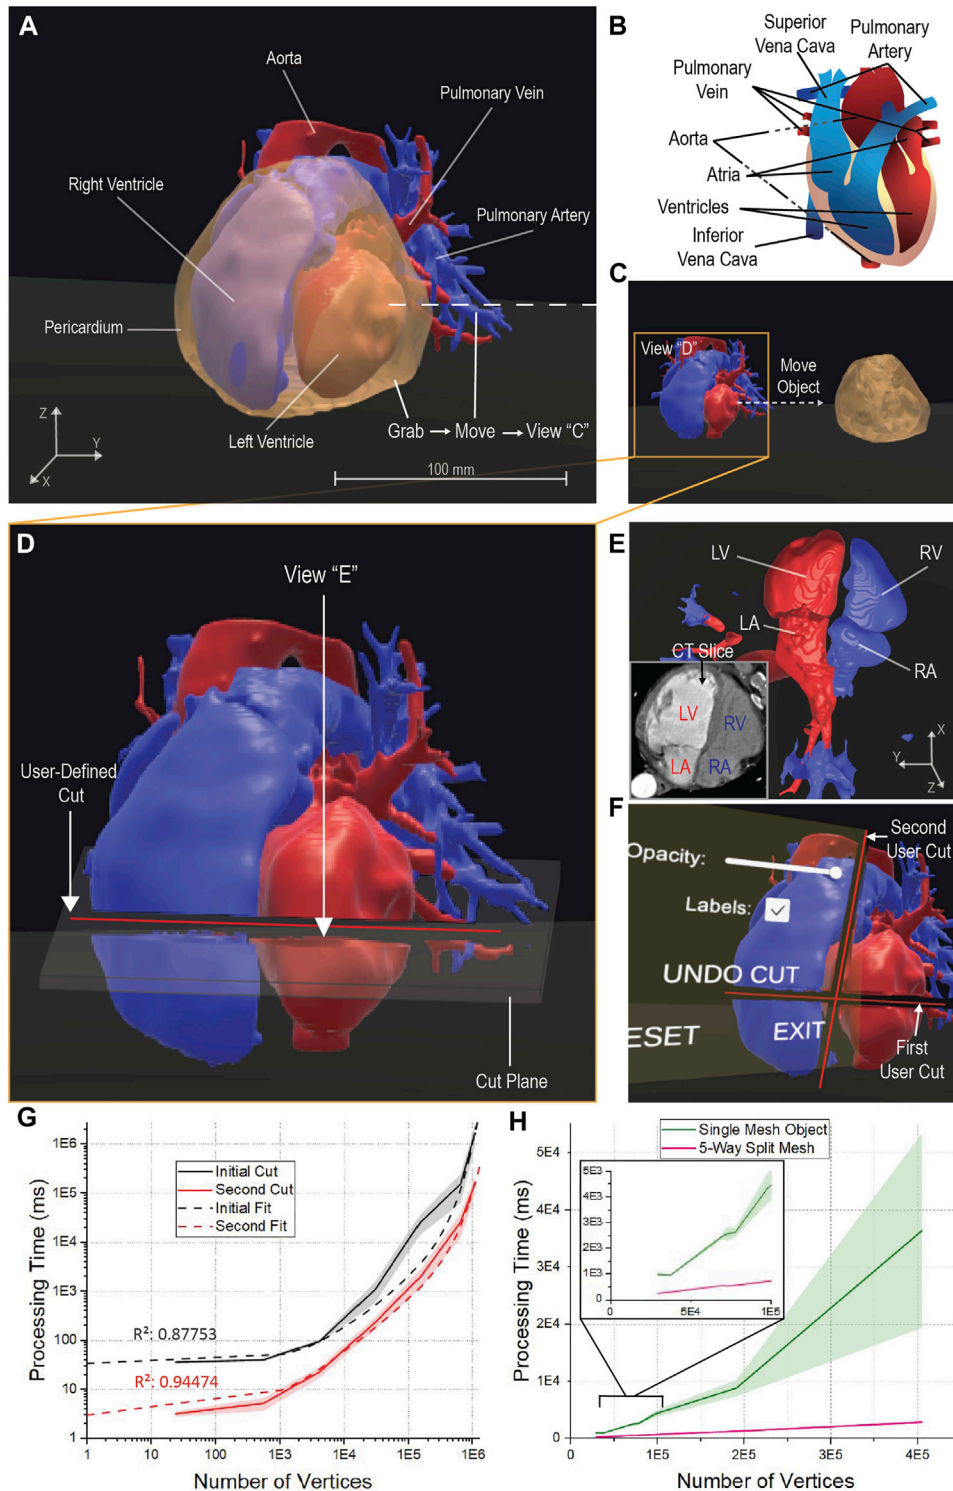 A
Aorta
Pulmonary Vein
Right Ventricle
Pulmonary Artery
Pericardium
Left Ventricle
Grab → Move → View “C”
Z
Y
X
100 mm
B
Superior
Vena Cava
Pulmonary
Artery
Pulmonary
Vein
Aorta
Atria
Ventricles
Inferior
Vena Cava
C
View “D”
Move
Object
D
View “E”
User-Defined
Cut
Cut Plane
E
LV
RV
LA
RA
CT Slice
LV
RV
LA
RA
X
Y
Z
F
Second
User Cut
Opacity:
Labels:
UNDO CUT
ESET
EXIT
First
User Cut
G
Processing Time (ms)
1E6
1E5
1E4
1E3
100
10
1
Initial Cut
Second Cut
Initial Fit
Second Fit
R²: 0.87753
R²: 0.94474
1 10 100 1E3 1E4 1E5 1E6
Number of Vertices
H
Processing Time (ms)
5E4
4E4
3E4
2E4
1E4
0
Single Mesh Object
5-Way Split Mesh
5E3
4E3
3E3
2E3
1E3
0
0 5E4 1E5
0 1E5 2E5 3E5 4E5
Number of Vertices